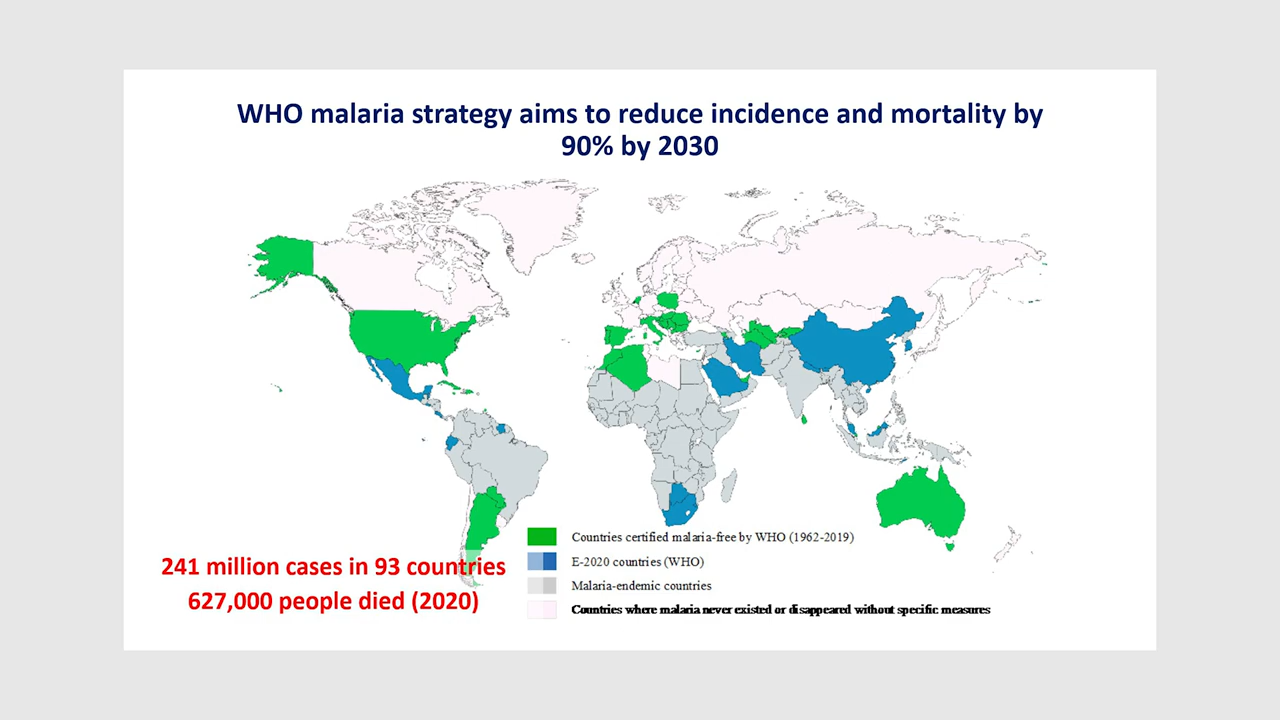 WHO malaria strategy aims to reduce incidence and mortality by
90% by 2030
241 million cases in 93 countries
627,000 people died (2020)
Countries certified malaria-free by WHO (1962-2019)
E-2020 countries (WHO)
Malaria-endemic countries
Countries where malaria never existed or disappeared without specific measures